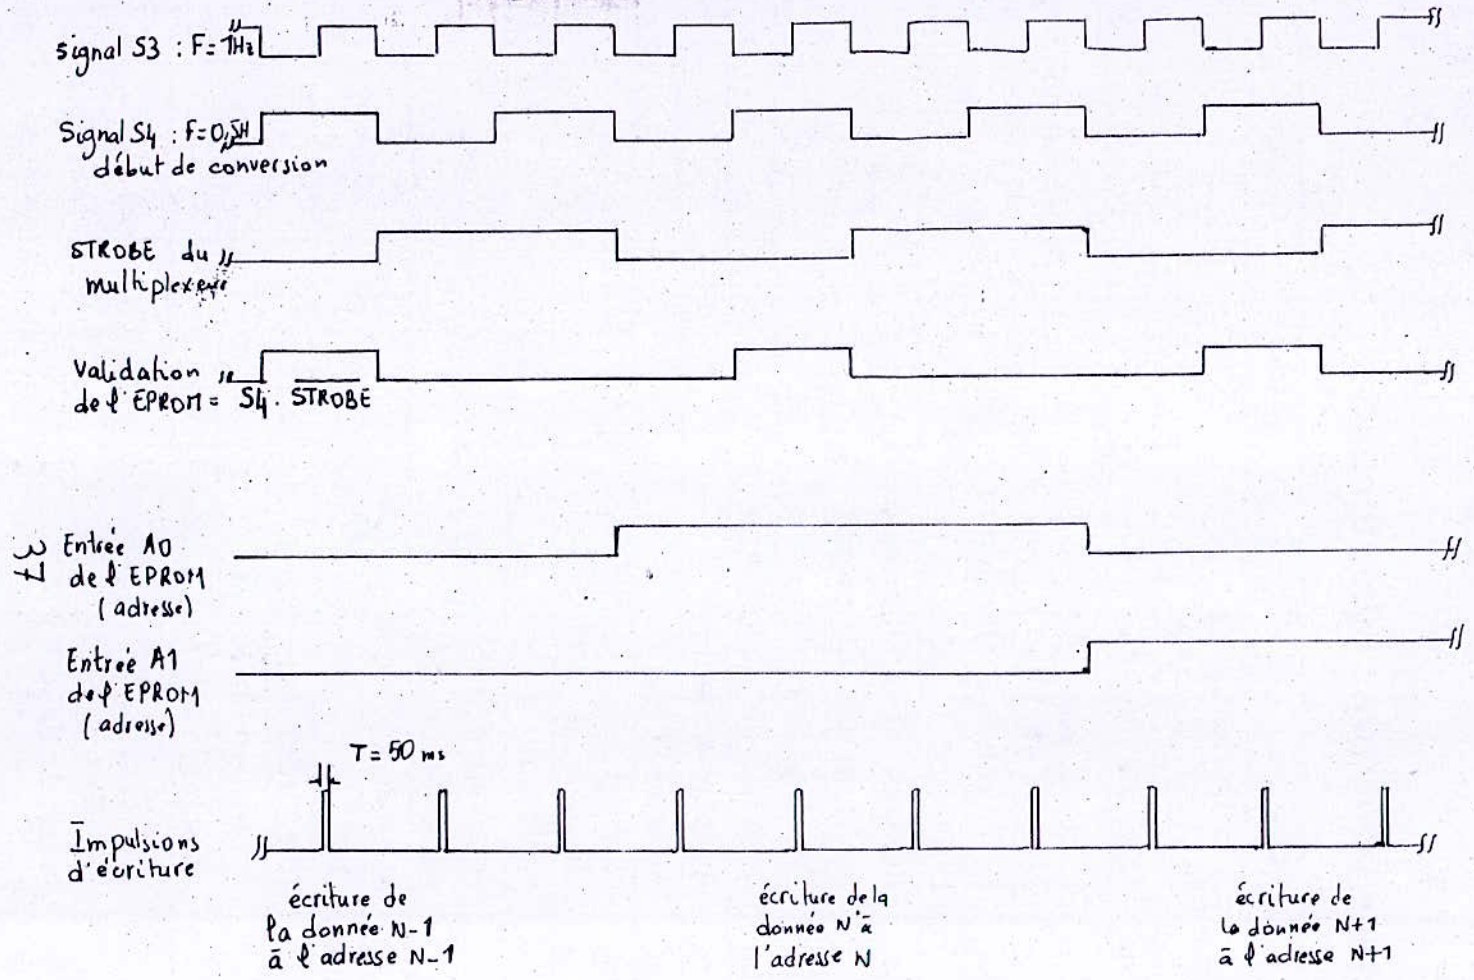 signal S3 : F= 1Hz
Signal S4 : F=0,5H
début de conversion
STROBE du
multiplexeur
Validation
de l'EPROM = S4 . STROBE
37
Entrée A0
de l'EPROM
(adresse)
Entrée A1
de l'EPROM
(adresse)
T = 50 ms
Impulsions
d'écriture
écriture de
la donnée N-1
à l'adresse N-1
écriture de la
donnée N à
l'adresse N
écriture de
la donnée N+1
à l'adresse N+1